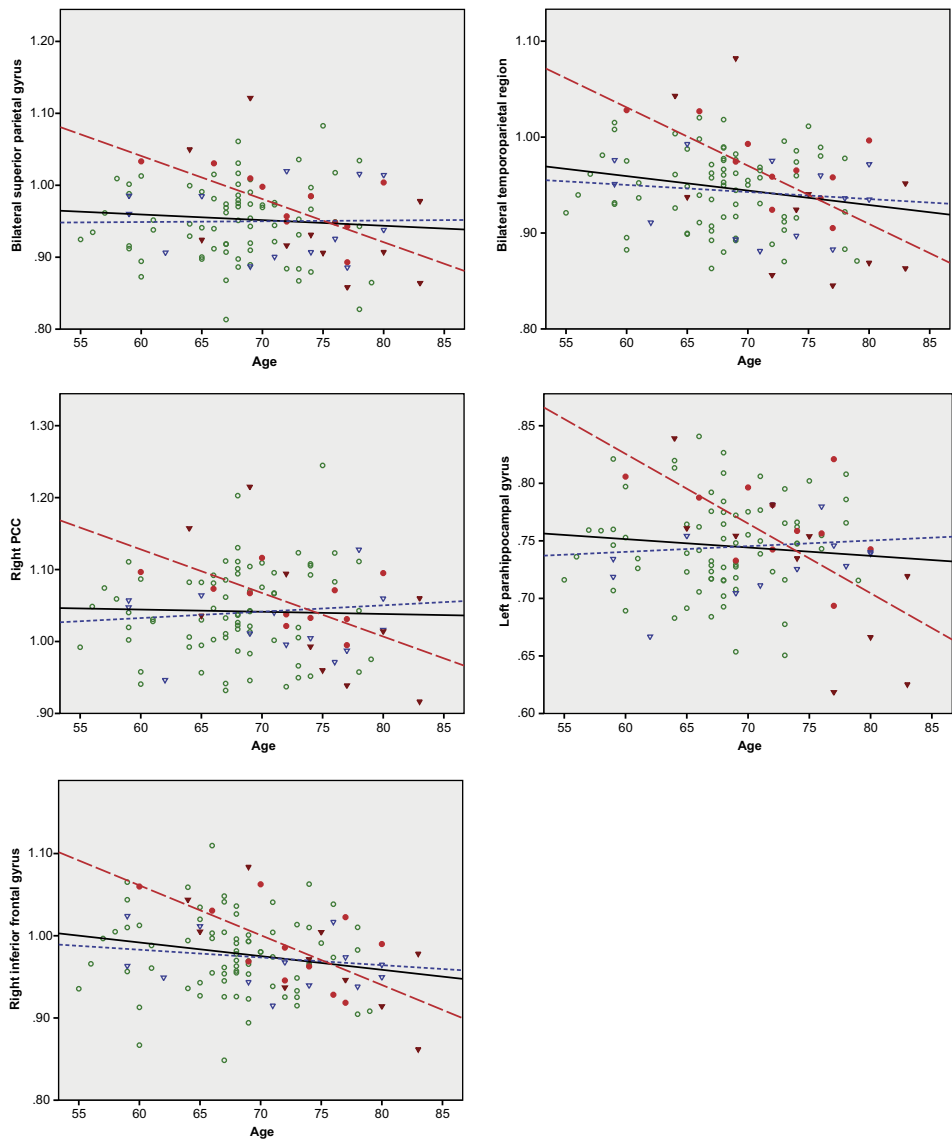 Bilateral superior parietal gyrus
1.20
1.10
1.00
.90
.80
55 60 65 70 75 80 85
Age
Bilateral temporoparietal region
1.10
1.00
.90
.80
55 60 65 70 75 80 85
Age
Right PCC
1.30
1.20
1.10
1.00
.90
55 60 65 70 75 80 85
Age
Left parahippocampal gyrus
.85
.80
.75
.70
.75
.60
55 60 65 70 75 80 85
Age
Right inferior frontal gyrus
1.10
1.00
.90
.80
55 60 65 70 75 80 85
Age